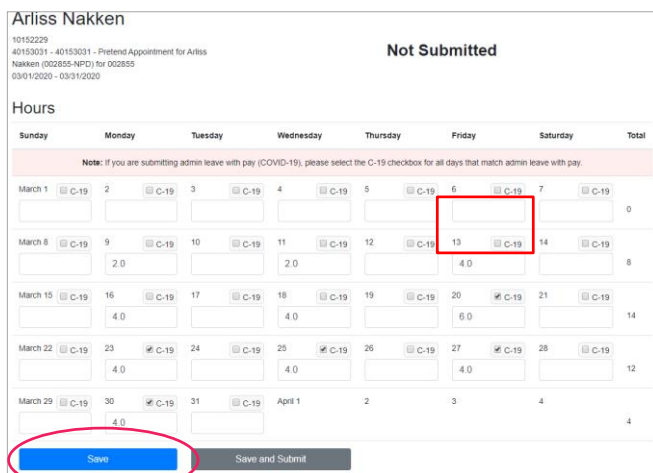 Arliss Nakken
10152229
40153031 - 40153031 - Pretend Appointment for Arliss
Nakken (002855-NPD) for 002855
03/01/2020 - 03/31/2020
Not Submitted
Hours
Sunday Monday Tuesday Wednesday Thursday Friday Saturday Total
Note: If you are submitting admin leave with pay (COVID-19), please select the C-19 checkbox for all days that match admin leave with pay.
March 1 C-19 2 C-19 3 C-19 4 C-19 5 C-19 6 C-19 7 C-19
0
March 8 C-19 9 C-19 10 C-19 11 C-19 12 C-19 13 C-19 14 C-19
2.0 2.0 4.0 8
March 15 C-19 16 C-19 17 C-19 18 C-19 19 C-19 20 C-19 21 C-19
4.0 4.0 6.0 14
March 22 C-19 23 C-19 24 C-19 25 C-19 26 C-19 27 C-19 28 C-19
4.0 4.0 4.0 12
March 29 C-19 30 C-19 31 C-19 April 1 2 3 4
4.0 4
Save Save and Submit